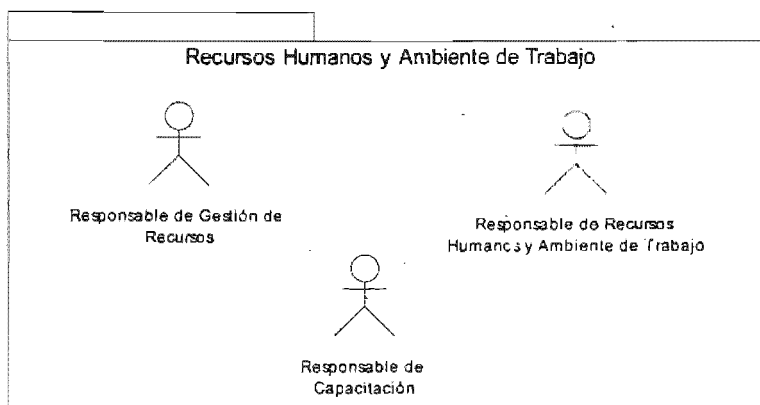 Recursos Humanos y Ambiente de Trabajo
Responsable de Gestión de
Recursos
Responsable de Recursos
Humanos y Ambiente de Trabajo
Responsable de
Capacitación